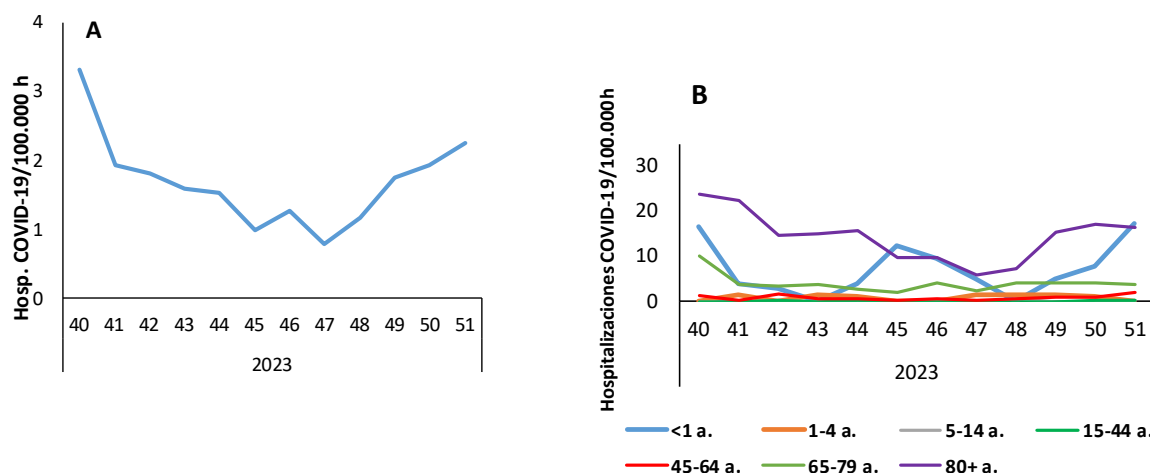 A
Hosp. COVID-19/100.000 h
4
3
2
1
0
40 41 42 43 44 45 46 47 48 49 50 51
2023
B
Hospitalizaciones COVID-19/100.000h
30
20
10
0
40 41 42 43 44 45 46 47 48 49 50 51
2023
<1 a. 1-4 a. 5-14 a. 15-44 a.
45-64 a. 65-79 a. 80+ a.